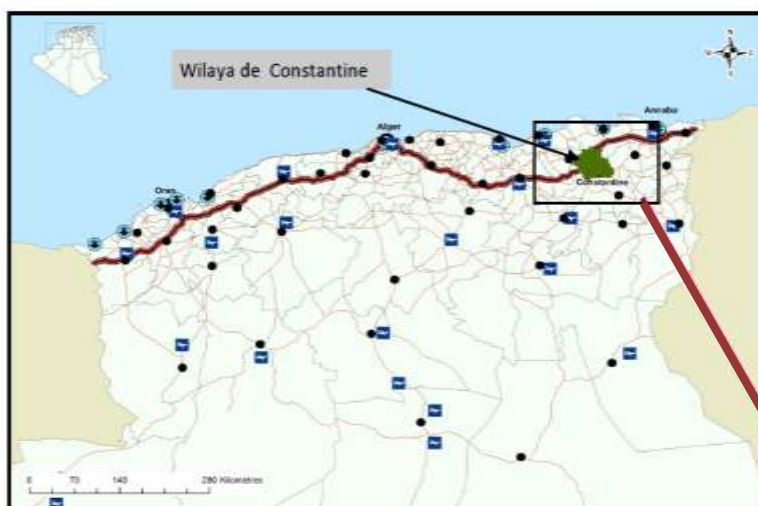 Wilaya de Constantine
Annaba
Alger
Constantine
Oran
0 70 140 280 Kilomètres